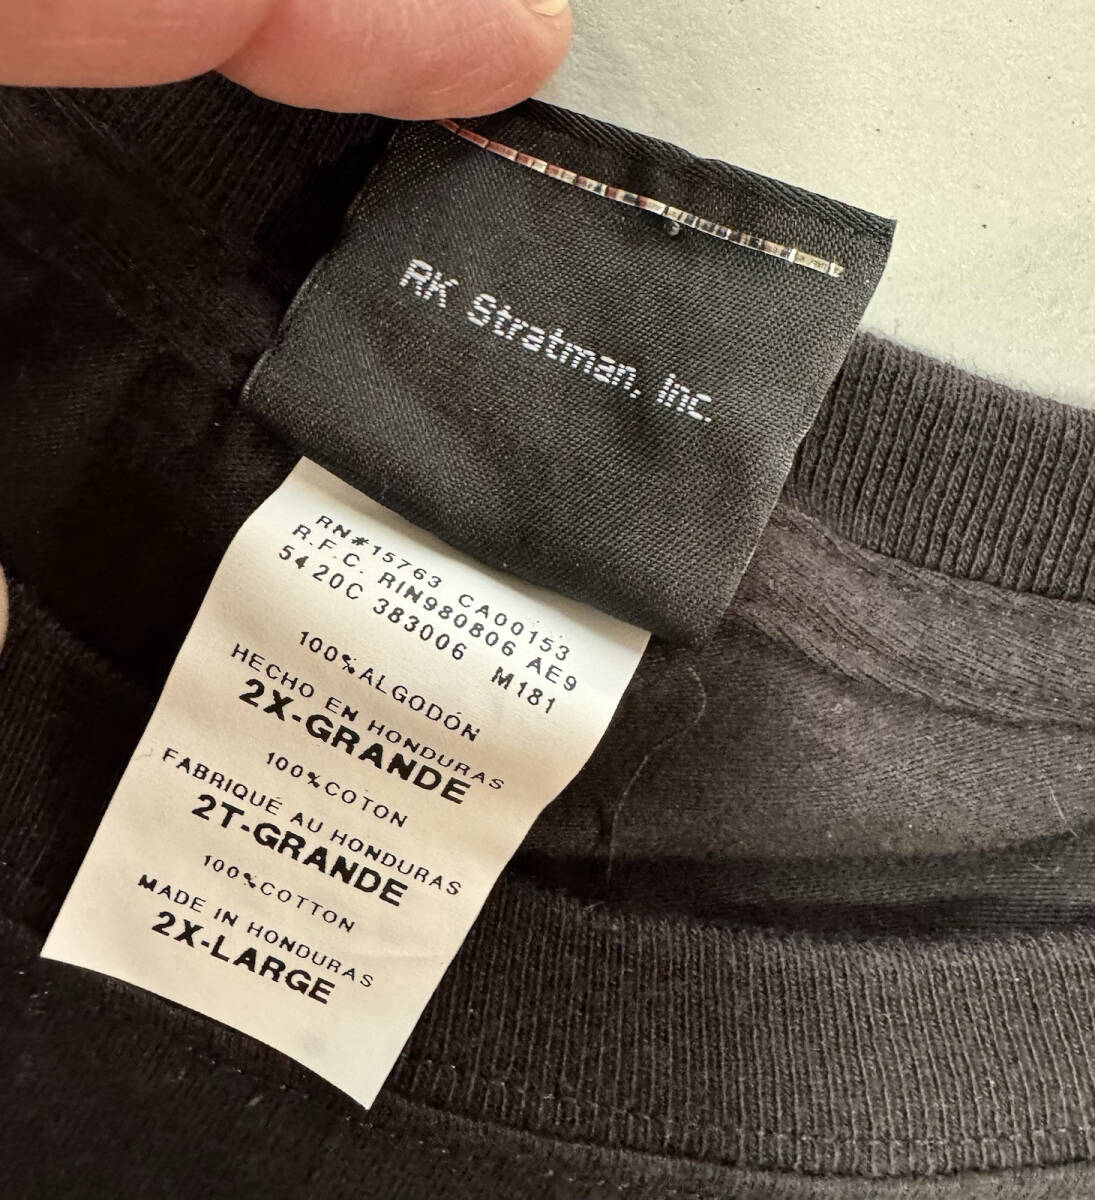 RK Stratman, Inc.
RN#15763 CA00153
R.F.C. RIN980806 AE9
5420C 383006 M181
100% ALGODÓN
HECHO EN HONDURAS
2X-GRANDE
100% COTON
FABRIQUÉ AU HONDURAS
2T-GRANDE
100% COTTON
MADE IN HONDURAS
2X-LARGE